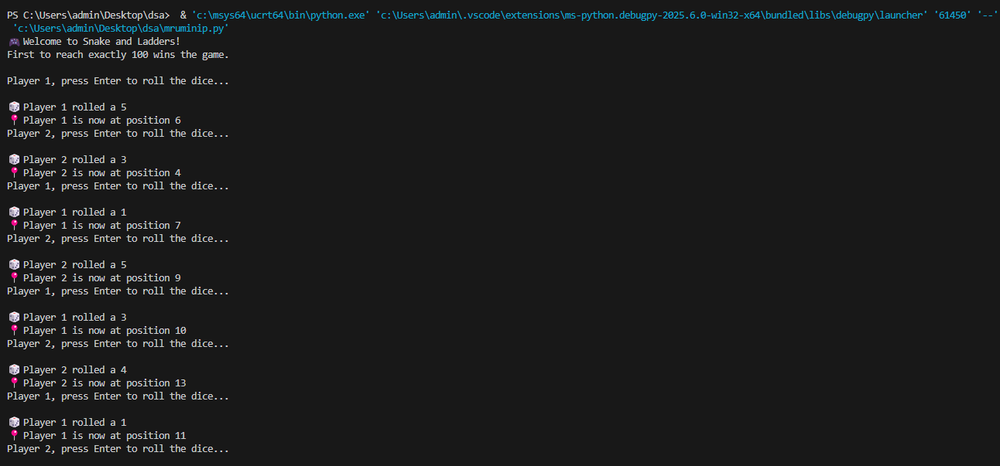 PS C:\Users\admin\Desktop\dsa>  & 'c:\msys64\ucrt64\bin\python.exe' 'c:\Users\admin\.vscode\extensions\ms-python.debugpy-2025.6.0-win32-x64\bundled\libs\debugpy\launcher' '61450' '--'
'c:\Users\admin\Desktop\dsa\mruminip.py'
🎮 Welcome to Snake and Ladders!
First to reach exactly 100 wins the game.
Player 1, press Enter to roll the dice...
🎲 Player 1 rolled a 5
📍 Player 1 is now at position 6
Player 2, press Enter to roll the dice...
🎲 Player 2 rolled a 3
📍 Player 2 is now at position 4
Player 1, press Enter to roll the dice...
🎲 Player 1 rolled a 1
📍 Player 1 is now at position 7
Player 2, press Enter to roll the dice...
🎲 Player 2 rolled a 5
📍 Player 2 is now at position 9
Player 1, press Enter to roll the dice...
🎲 Player 1 rolled a 3
📍 Player 1 is now at position 10
Player 2, press Enter to roll the dice...
🎲 Player 2 rolled a 4
📍 Player 2 is now at position 13
Player 1, press Enter to roll the dice...
🎲 Player 1 rolled a 1
📍 Player 1 is now at position 11
Player 2, press Enter to roll the dice...